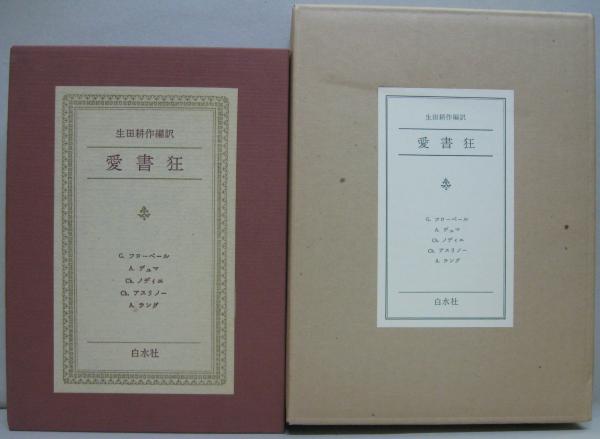 生田耕作編訳
愛書狂
G. フローベール
A. デュマ
Ch. ノディエ
Ch. アスリノー
A. ラング
白水社
生田耕作編訳
愛書狂
G. フローベール
A. デュマ
Ch. ノディエ
Ch. アスリノー
A. ラング
白水社